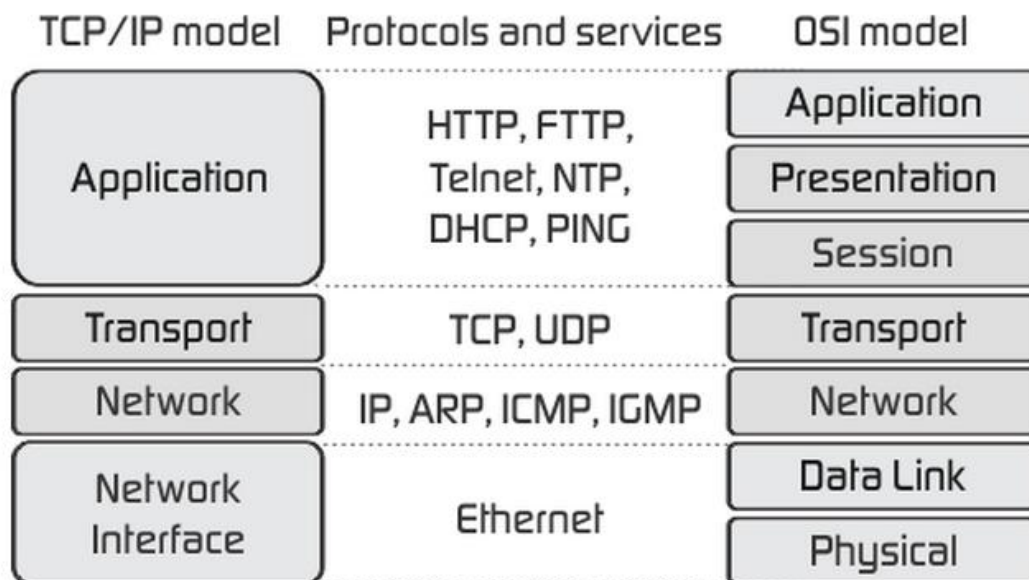 TCP/IP model Protocols and services OSI model
Application
HTTP, FTTP,
Telnet, NTP,
DHCP, PING
Application
Presentation
Session
Transport
TCP, UDP
Transport
Network
IP, ARP, ICMP, IGMP
Network
Network
Interface
Ethernet
Data Link
Physical